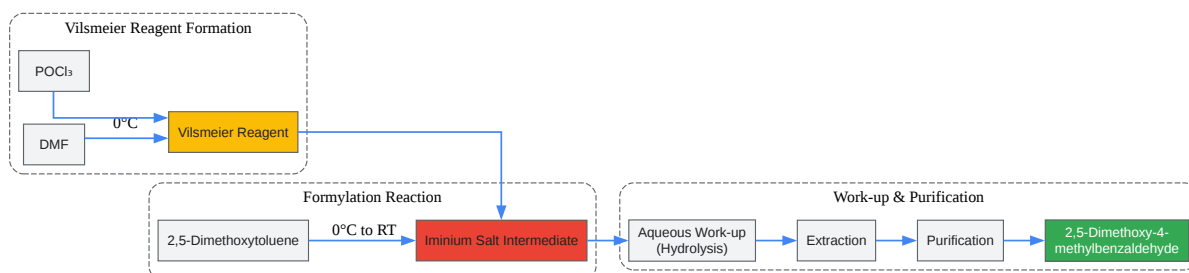 Vilsmeier Reagent Formation
POCl₃
0°C
DMF
Vilsmeier Reagent
Formylation Reaction
2,5-Dimethoxytoluene
0°C to RT
Iminium Salt Intermediate
Work-up & Purification
Aqueous Work-up
(Hydrolysis)
Extraction
Purification
2,5-Dimethoxy-4-
methylbenzaldehyde